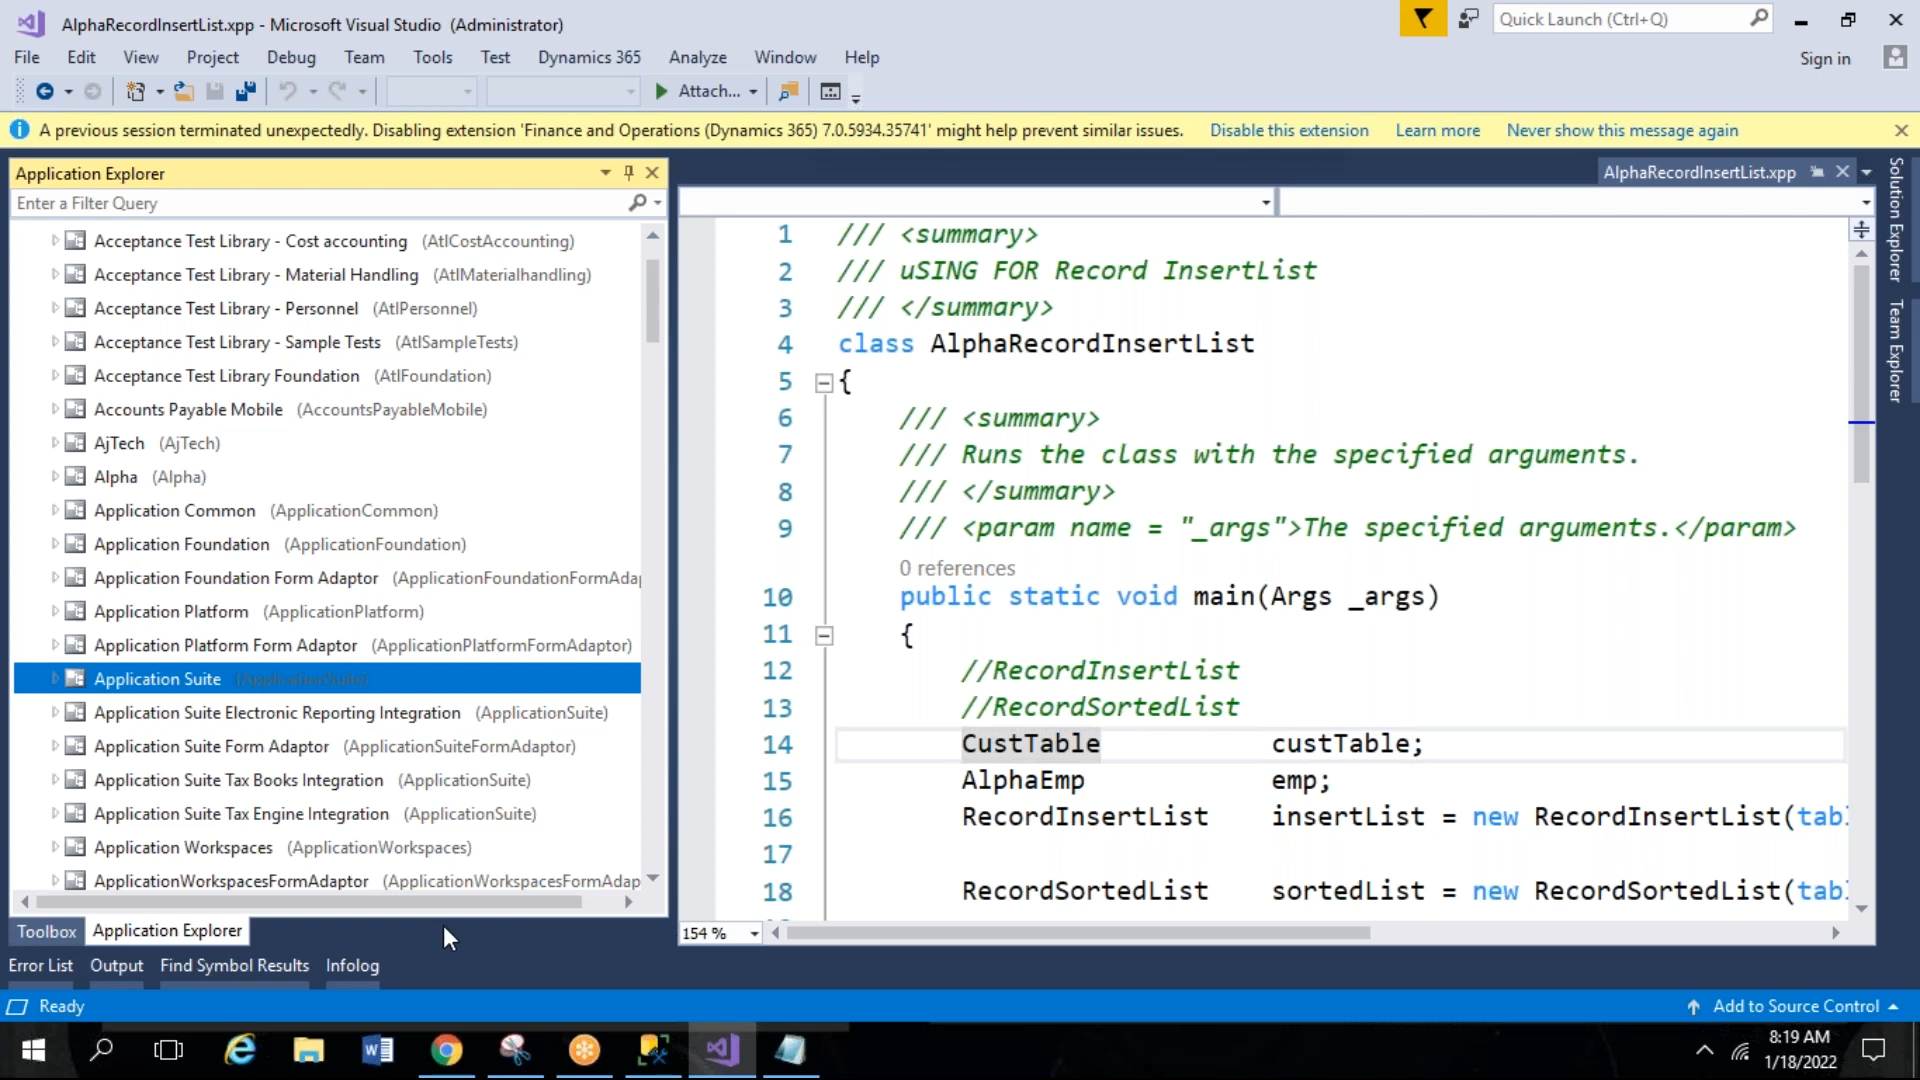 AlphaRecordInsertList.xpp - Microsoft Visual Studio (Administrator)
Quick Launch (Ctrl+Q)
File Edit View Project Debug Team Tools Test Dynamics 365 Analyze Window Help
Sign in
Attach...
A previous session terminated unexpectedly. Disabling extension 'Finance and Operations (Dynamics 365) 7.0.5934.35741' might help prevent similar issues. Disable this extension Learn more Never show this message again
Application Explorer
Enter a Filter Query
Acceptance Test Library - Cost accounting (AtlCostAccounting)
Acceptance Test Library - Material Handling (AtlMaterialhandling)
Acceptance Test Library - Personnel (AtlPersonnel)
Acceptance Test Library - Sample Tests (AtlSampleTests)
Acceptance Test Library Foundation (AtlFoundation)
Accounts Payable Mobile (AccountsPayableMobile)
AjTech (AjTech)
Alpha (Alpha)
Application Common (ApplicationCommon)
Application Foundation (ApplicationFoundation)
Application Foundation Form Adaptor (ApplicationFoundationFormAda
Application Platform (ApplicationPlatform)
Application Platform Form Adaptor (ApplicationPlatformFormAdaptor)
Application Suite (ApplicationSuite)
Application Suite Electronic Reporting Integration (ApplicationSuite)
Application Suite Form Adaptor (ApplicationSuiteFormAdaptor)
Application Suite Tax Books Integration (ApplicationSuite)
Application Suite Tax Engine Integration (ApplicationSuite)
Application Workspaces (ApplicationWorkspaces)
ApplicationWorkspacesFormAdaptor (ApplicationWorkspacesFormAdap
Toolbox Application Explorer
AlphaRecordInsertList.xpp
1 /// <summary>
2 /// uSING FOR Record InsertList
3 /// </summary>
4 class AlphaRecordInsertList
5 {
6 /// <summary>
7 /// Runs the class with the specified arguments.
8 /// </summary>
9 /// <param name = "_args">The specified arguments.</param>
0 references
10 public static void main(Args _args)
11 {
12 //RecordInsertList
13 //RecordSortedList
14 CustTable custTable;
15 AlphaEmp emp;
16 RecordInsertList insertList = new RecordInsertList(tab
17
18 RecordSortedList sortedList = new RecordSortedList(tab
154 %
Solution Explorer
Team Explorer
Error List Output Find Symbol Results Infolog
Ready
Add to Source Control
8:19 AM
1/18/2022